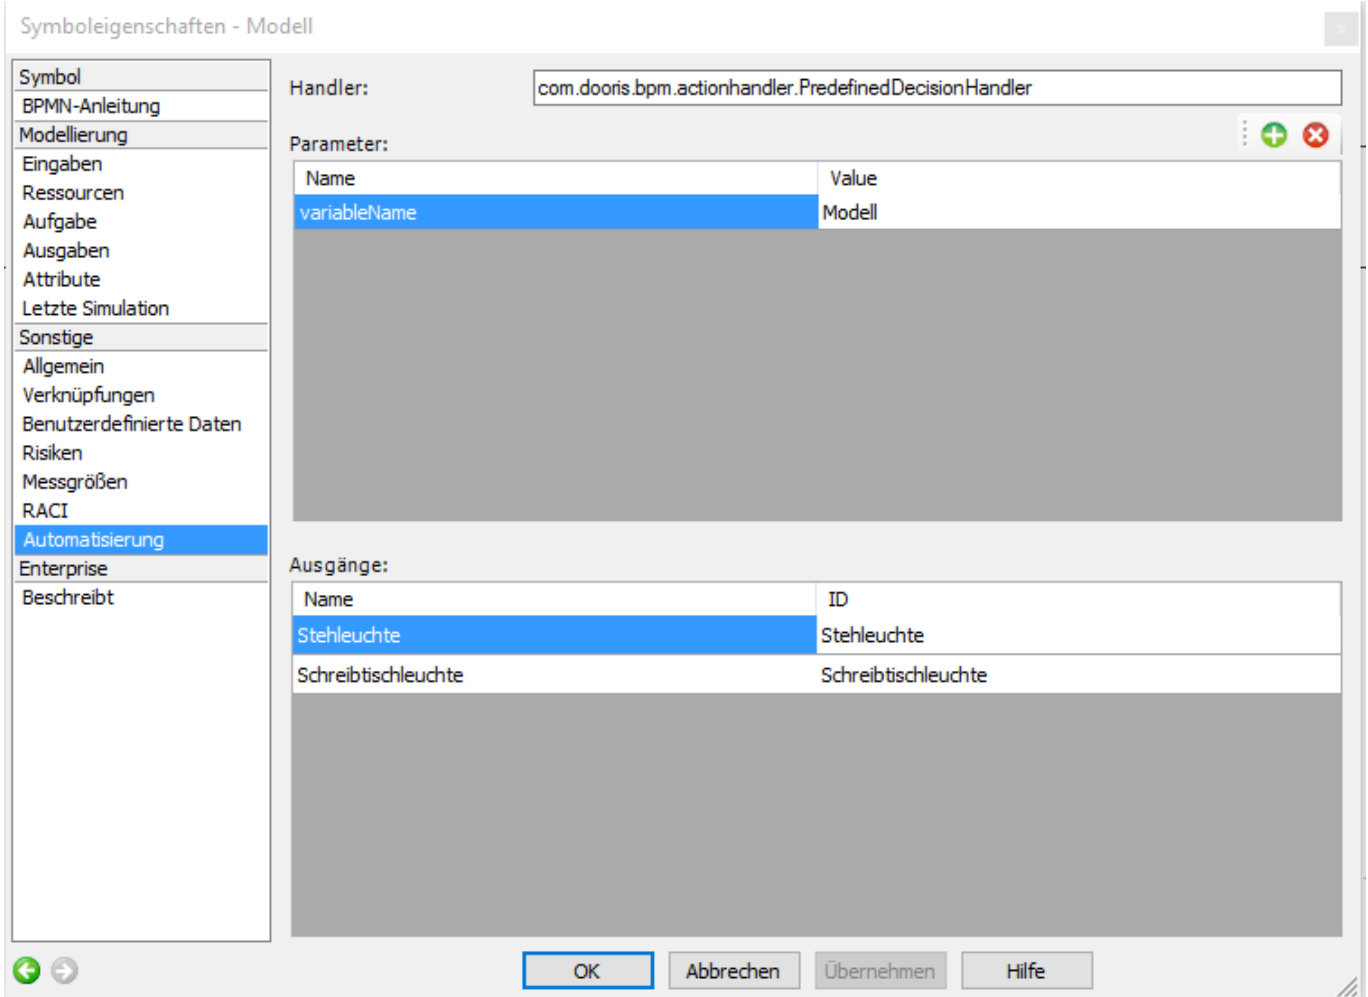 Symboleigenschaften - Modell
x
Symbol
BPMN-Anleitung
Modellierung
Eingaben
Ressourcen
Aufgabe
Ausgaben
Attribute
Letzte Simulation
Sonstige
Allgemein
Verknüpfungen
Benutzerdefinierte Daten
Risiken
Messgrößen
RACI
Automatisierung
Enterprise
Beschreibt
Handler: com.dooris.bpm.actionhandler.PredefinedDecisionHandler
Parameter:
Name Value
variableName Modell
Ausgänge:
Name ID
Stehleuchte Stehleuchte
Schreibtischleuchte Schreibtischleuchte
OK Abbrechen Übernehmen Hilfe